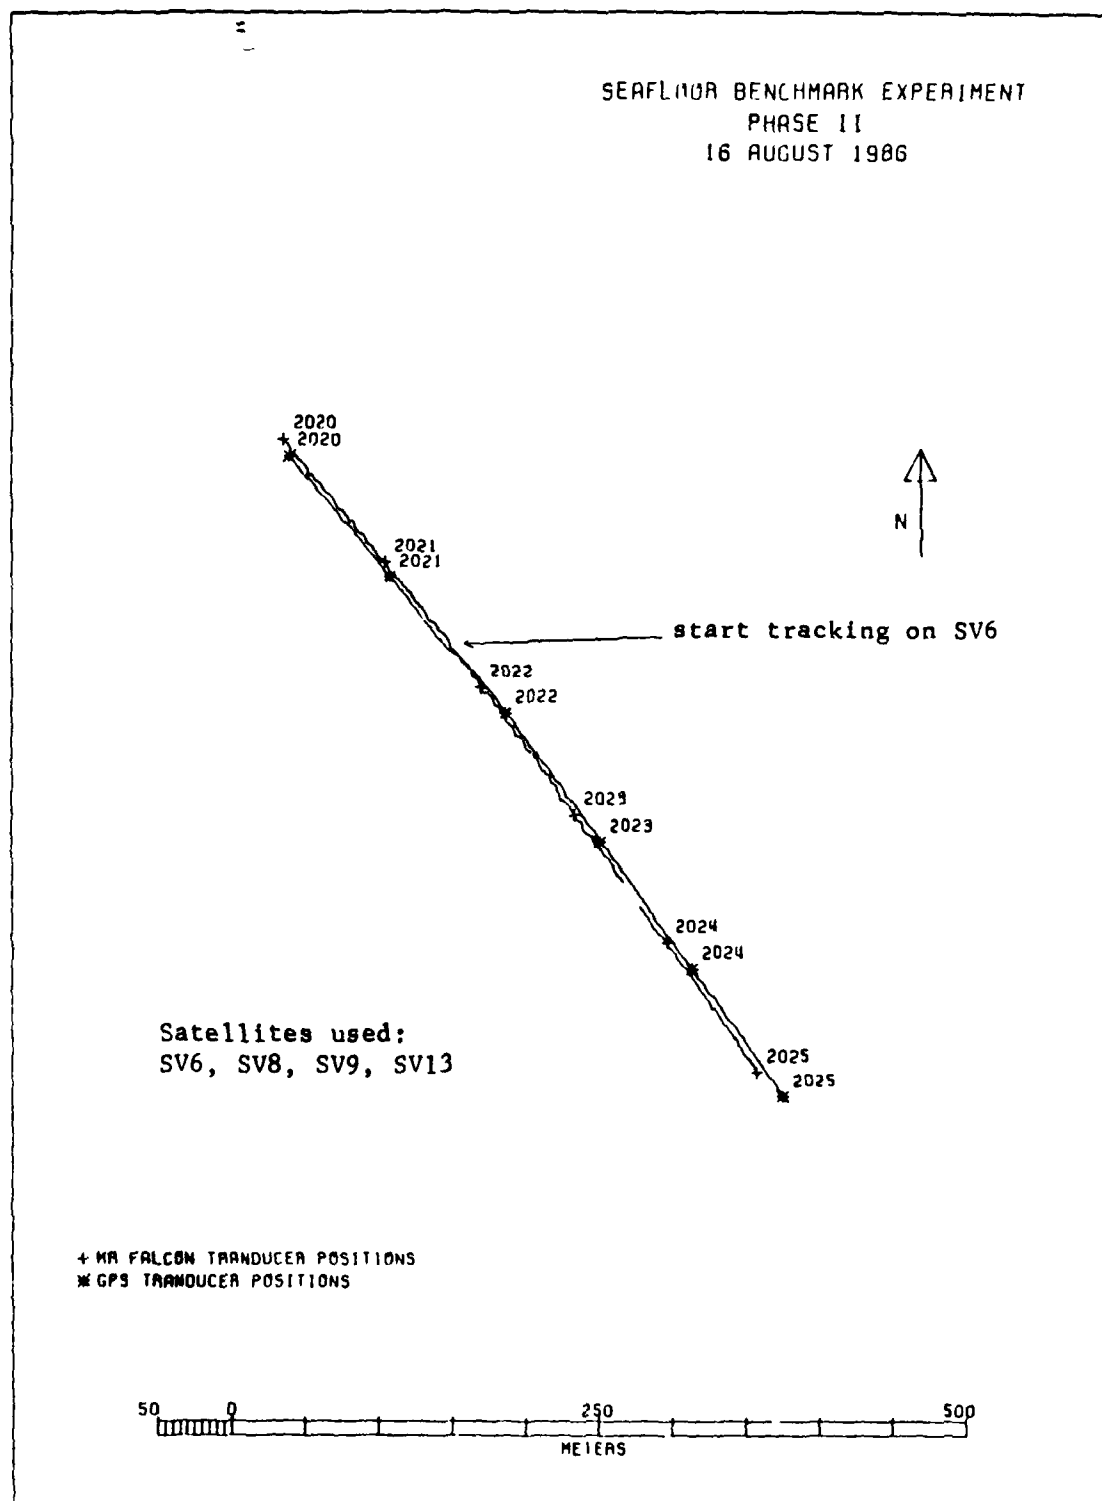 SEAFLOOR BENCHMARK EXPERIMENT
PHASE II
16 AUGUST 1986
2020
2020
2021
2021
N
start tracking on SV6
2022
2022
2023
2023
2024
2024
Satellites used:
SV6, SV8, SV9, SV13
2025
2025
+ MR FALCON TRANDUCER POSITIONS
* GPS TRANDUCER POSITIONS
50 0 250 500
METERS